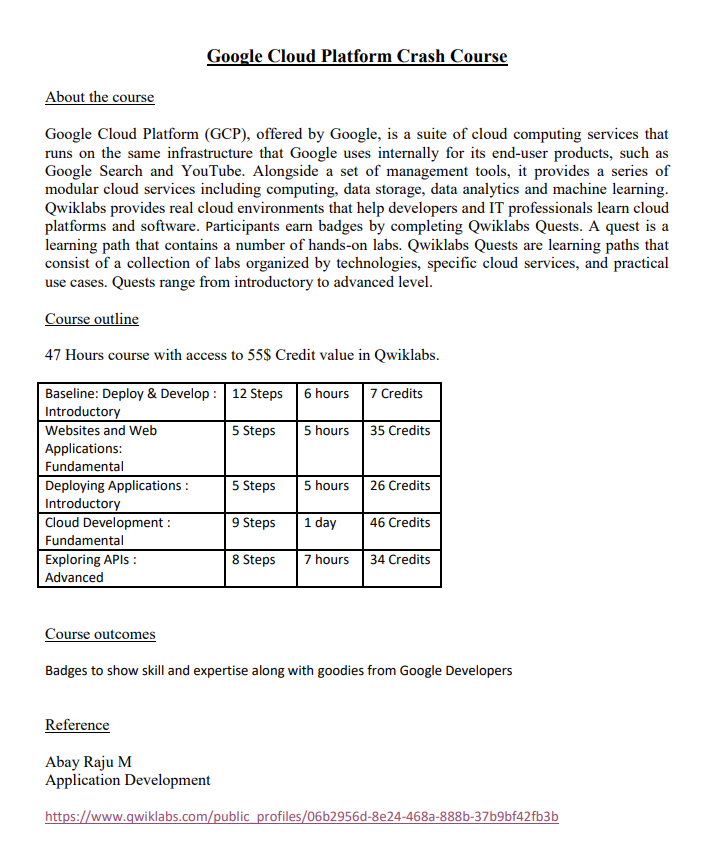 Google Cloud Platform Crash Course
About the course
Google Cloud Platform (GCP), offered by Google, is a suite of cloud computing services that
runs on the same infrastructure that Google uses internally for its end-user products, such as
Google Search and YouTube. Alongside a set of management tools, it provides a series of
modular cloud services including computing, data storage, data analytics and machine learning.
Qwiklabs provides real cloud environments that help developers and IT professionals learn cloud
platforms and software. Participants earn badges by completing Qwiklabs Quests. A quest is a
learning path that contains a number of hands-on labs. Qwiklabs Quests are learning paths that
consist of a collection of labs organized by technologies, specific cloud services, and practical
use cases. Quests range from introductory to advanced level.
Course outline
47 Hours course with access to 55$ Credit value in Qwiklabs.
Baseline: Deploy & Develop : 12 Steps 6 hours 7 Credits
Introductory
Websites and Web 5 Steps 5 hours 35 Credits
Applications:
Fundamental
Deploying Applications : 5 Steps 5 hours 26 Credits
Introductory
Cloud Development : 9 Steps 1 day 46 Credits
Fundamental
Exploring APIs : 8 Steps 7 hours 34 Credits
Advanced
Course outcomes
Badges to show skill and expertise along with goodies from Google Developers
Reference
Abay Raju M
Application Development
https://www.qwiklabs.com/public_profiles/06b2956d-8e24-468a-888b-37b9bf42fb3b